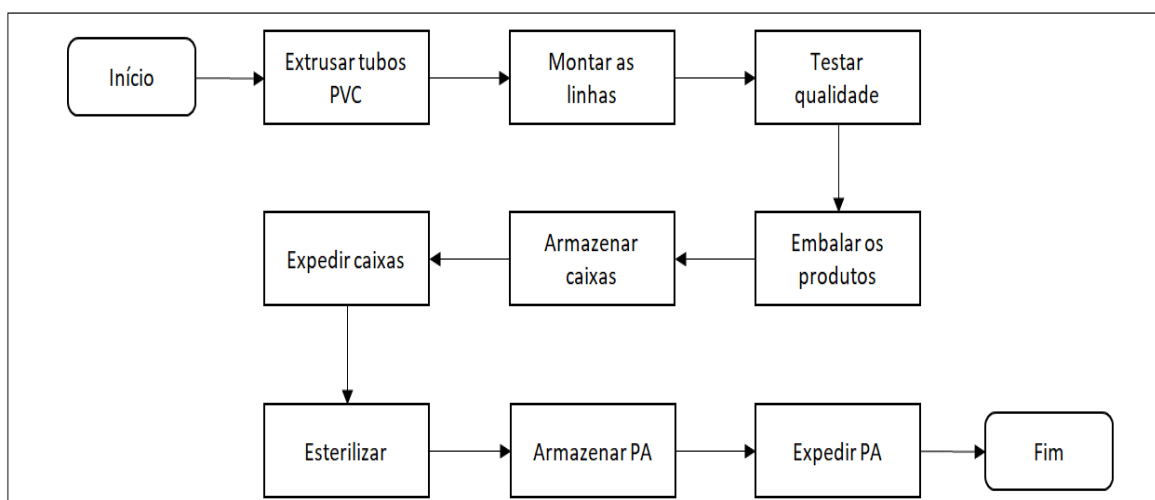 Início
Extrusar tubos
PVC
Montar as
linhas
Testar
qualidade
Embalar os
produtos
Armazenar
caixas
Expedir caixas
Esterilizar
Armazenar PA
Expedir PA
Fim